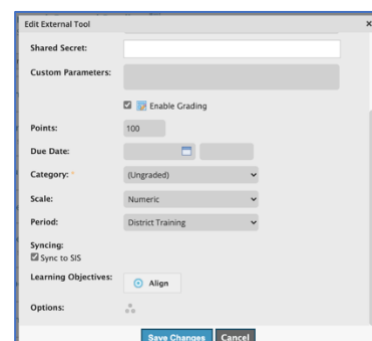 Edit External Tool ×
Shared Secret:
Custom Parameters:
Enable Grading
Points: 100
Due Date:
Category: * (Ungraded)
Scale: Numeric
Period: District Training
Syncing:
Sync to SIS
Learning Objectives: Align
Options:
Save Changes Cancel